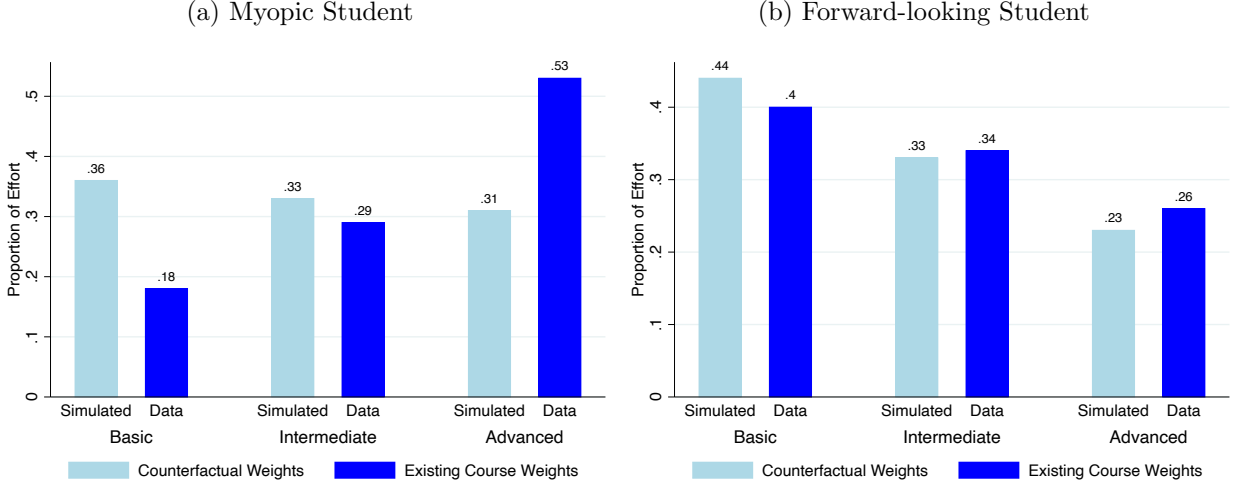 (a) Myopic Student
Proportion of Effort
0 .1 .2 .3 .4 .5
.36 .18 .33 .29 .31 .53
Simulated Data Simulated Data Simulated Data
Basic Intermediate Advanced
Counterfactual Weights Existing Course Weights
(b) Forward-looking Student
Proportion of Effort
0 .1 .2 .3 .4
.44 .4 .33 .34 .23 .26
Simulated Data Simulated Data Simulated Data
Basic Intermediate Advanced
Counterfactual Weights Existing Course Weights